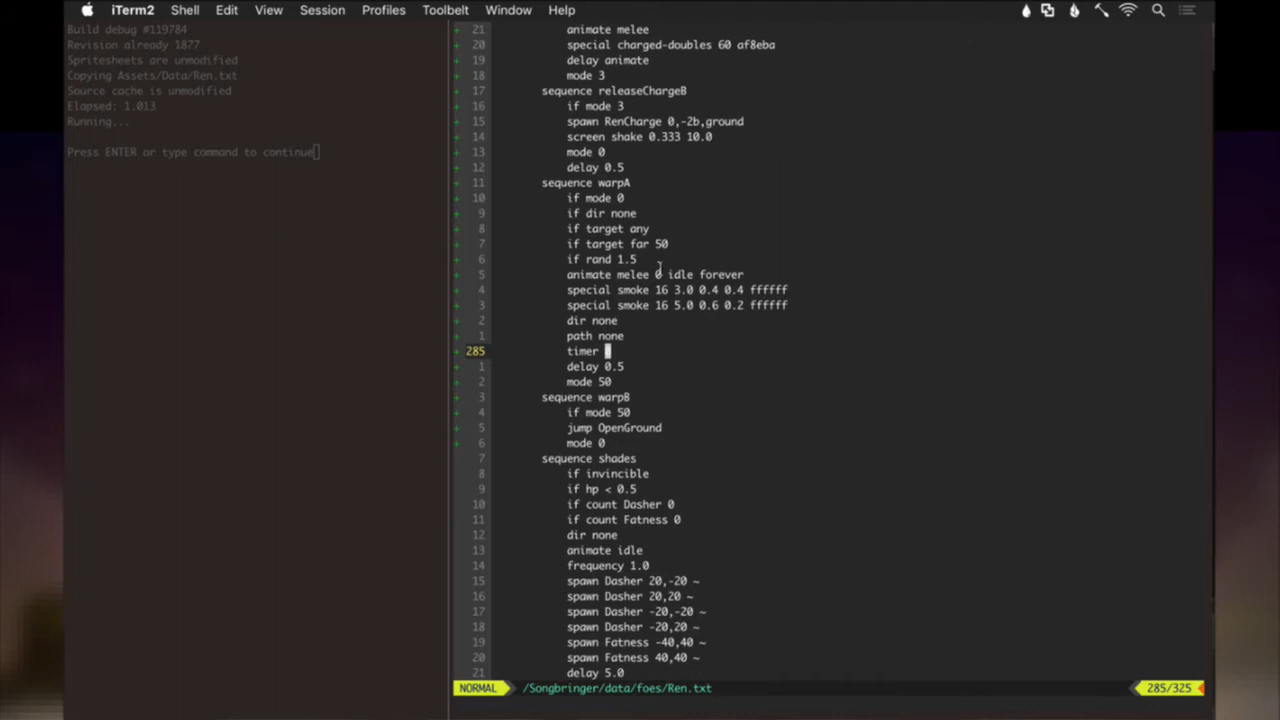 iTerm2 Shell Edit View Session Profiles Toolbelt Window Help
Build debug #119784
Revision already 1877
Spritesheets are unmodified
Copying Assets/Data/Ren.txt
Source cache is unmodified
Elapsed: 1.013
Running...
Press ENTER or type command to continue
+ 21 animate melee
+ 20 special charged-doubles 60 af8eba
+ 19 delay animate
+ 18 mode 3
+ 17 sequence releaseChargeB
+ 16 if mode 3
+ 15 spawn RenCharge 0,-2b,ground
+ 14 screen shake 0.333 10.0
+ 13 mode 0
+ 12 delay 0.5
+ 11 sequence warpA
+ 10 if mode 0
+ 9 if dir none
+ 8 if target any
+ 7 if target far 50
+ 6 if rand 1.5
+ 5 animate melee 0 idle forever
+ 4 special smoke 16 3.0 0.4 0.4 ffffff
+ 3 special smoke 16 5.0 0.6 0.2 ffffff
+ 2 dir none
+ 1 path none
+ 285 timer
+ 1 delay 0.5
+ 2 mode 50
+ 3 sequence warpB
+ 4 if mode 50
+ 5 jump OpenGround
+ 6 mode 0
7 sequence shades
8 if invincible
9 if hp < 0.5
10 if count Dasher 0
11 if count Fatness 0
12 dir none
13 animate idle
14 frequency 1.0
15 spawn Dasher 20,-20 ~
16 spawn Dasher 20,20 ~
17 spawn Dasher -20,-20 ~
18 spawn Dasher -20,20 ~
19 spawn Fatness -40,40 ~
20 spawn Fatness 40,40 ~
21 delay 5.0
NORMAL /Songbringer/data/foes/Ren.txt 285/325